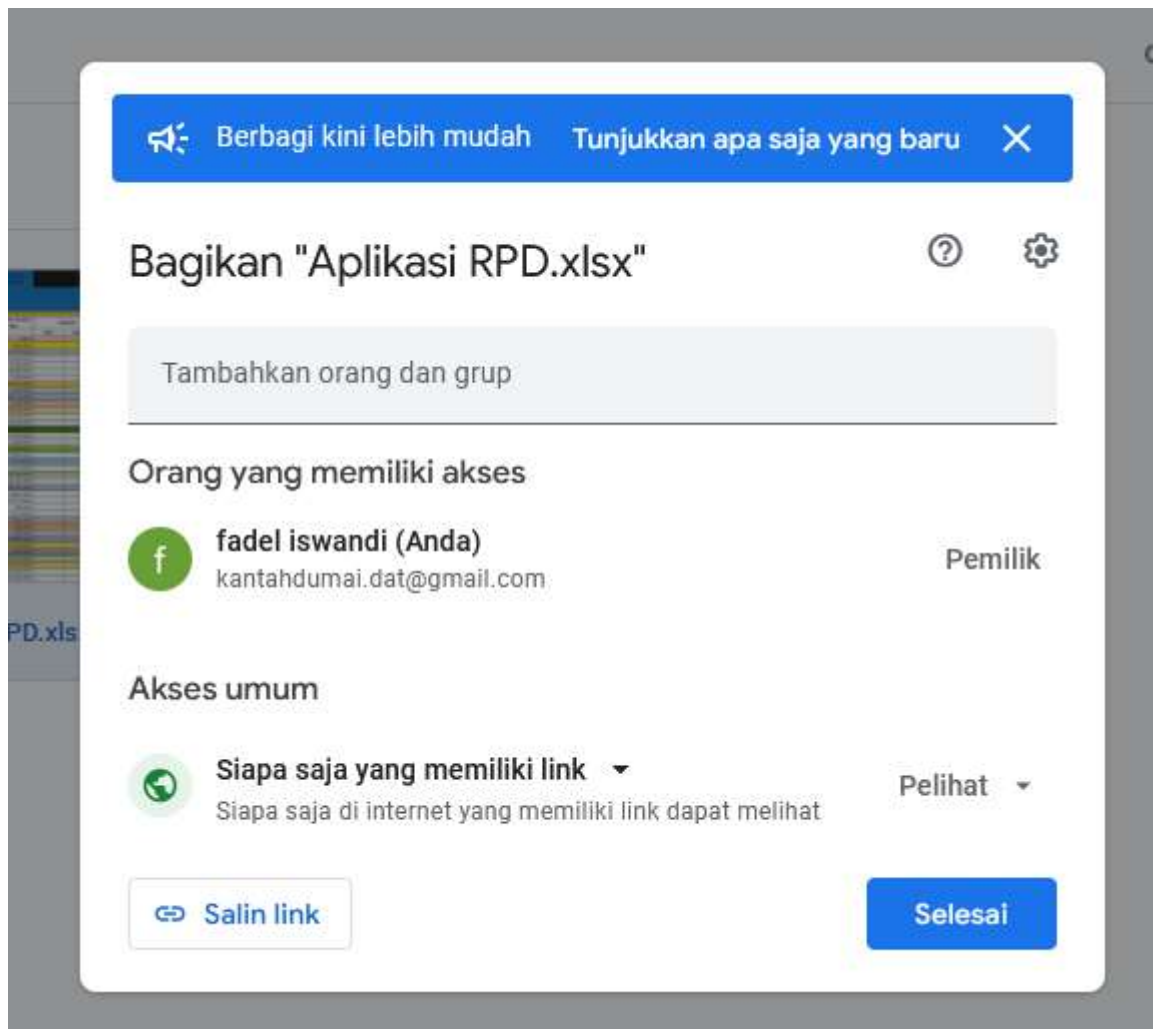 Berbagi kini lebih mudah Tunjukkan apa saja yang baru
Bagikan "Aplikasi RPD.xlsx"
Tambahkan orang dan grup
Orang yang memiliki akses
f
fadel iswandi (Anda)
Pemilik
kantahdumai.dat@gmail.com
PD.xls
Akses umum
Siapa saja yang memiliki link
Pelihat
Siapa saja di internet yang memiliki link dapat melihat
Salin link
Selesai